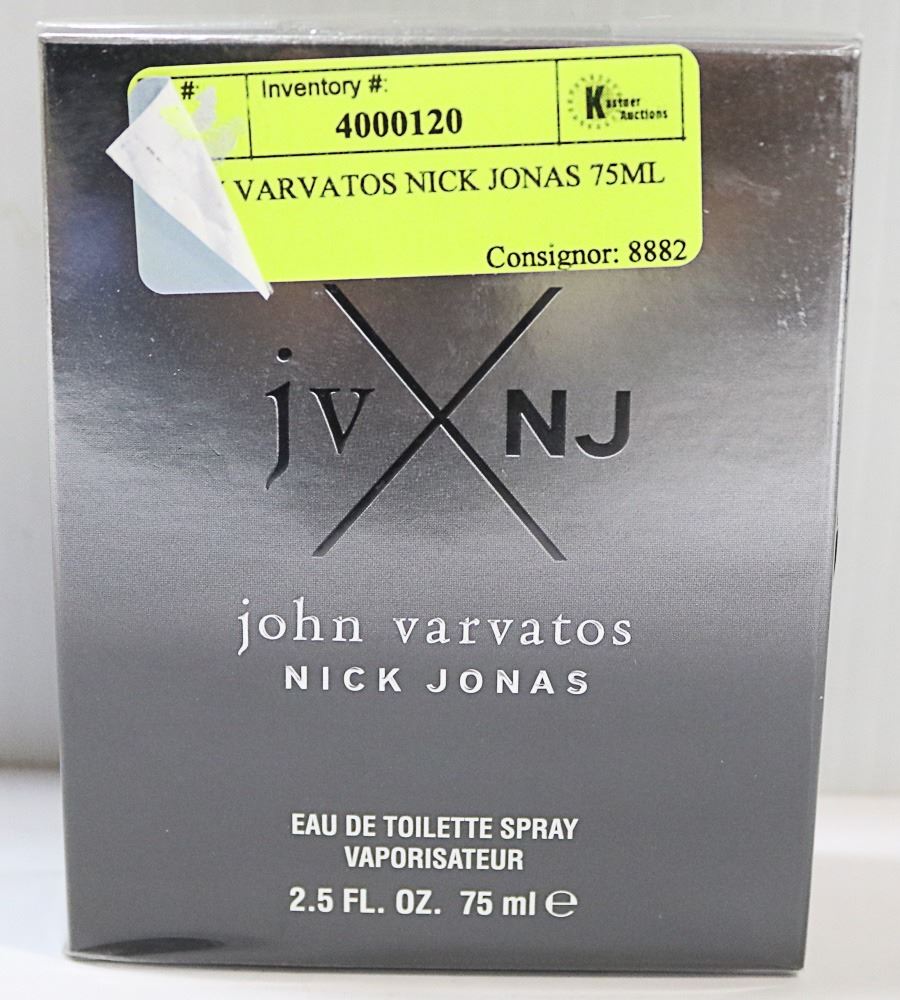 #:
Inventory #:
4000120
Kastner
Auctions
VARVATOS NICK JONAS 75ML
Consignor: 8882
jv X NJ
john varvatos
NICK JONAS
EAU DE TOILETTE SPRAY
VAPORISATEUR
2.5 FL. OZ. 75 ml ℮